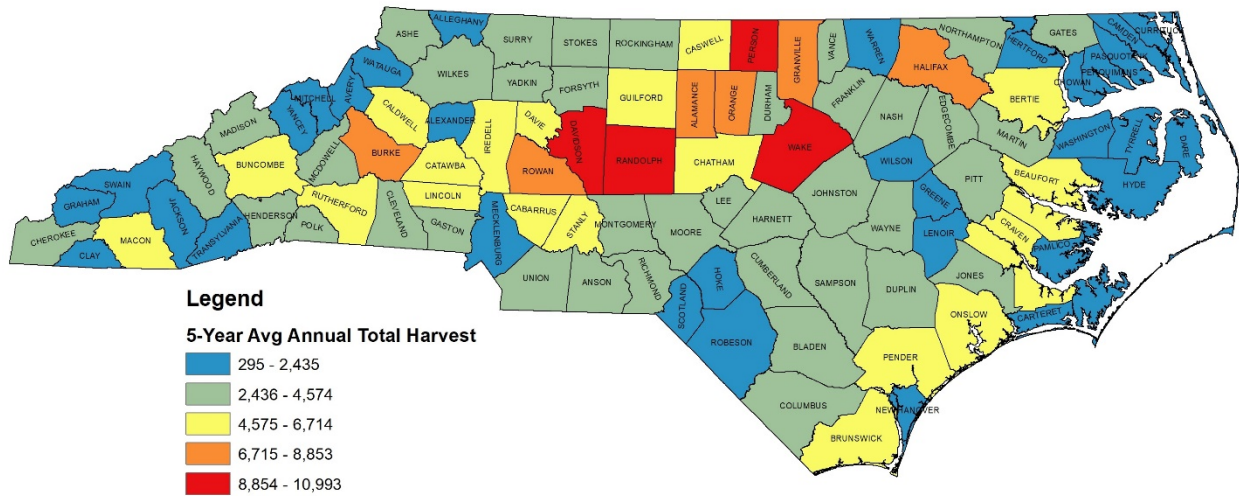 ALLEGHANY
ASHE
SURRY
STOKES
ROCKINGHAM
CASWELL
PERSON
GRANVILLE
VANCE
WARREN
NORTHAMPTON
HERTFORD
GATES
CAMDEN
CURRITUCK
PASQUOTANK
PERQUIMANS
CHOWAN
HALIFAX
WATAUGA
WILKES
YADKIN
FORSYTH
GUILFORD
ALAMANCE
ORANGE
DURHAM
FRANKLIN
NASH
EDGECOMBE
BERTIE
MARTIN
WASHINGTON
TYRRELL
DARE
HYDE
MITCHELL
AVERY
YANCEY
CALDWELL
ALEXANDER
IREDELL
DAVIE
DAVIDSON
RANDOLPH
CHATHAM
WAKE
WILSON
PITT
BEAUFORT
MADISON
HAYWOOD
BUNCOMBE
MCDOWELL
BURKE
CATAWBA
ROWAN
LINCOLN
JOHNSTON
GREENE
SWAIN
GRAHAM
JACKSON
HENDERSON
RUTHERFORD
CLEVELAND
GASTON
MECKLENBURG
CABARRUS
STANLY
MONTGOMERY
MOORE
LEE
HARNETT
WAYNE
LENOIR
CRAVEN
PAMLICO
CHEROKEE
CLAY
MACON
TRANSYLVANIA
POLK
UNION
ANSON
RICHMOND
SCOTLAND
HOKE
CUMBERLAND
SAMPSON
DUPLIN
JONES
CARTERET
ONSLOW
ROBESON
BLADEN
PENDER
COLUMBUS
NEW HANOVER
BRUNSWICK
Legend
5-Year Avg Annual Total Harvest
295 - 2,435
2,436 - 4,574
4,575 - 6,714
6,715 - 8,853
8,854 - 10,993